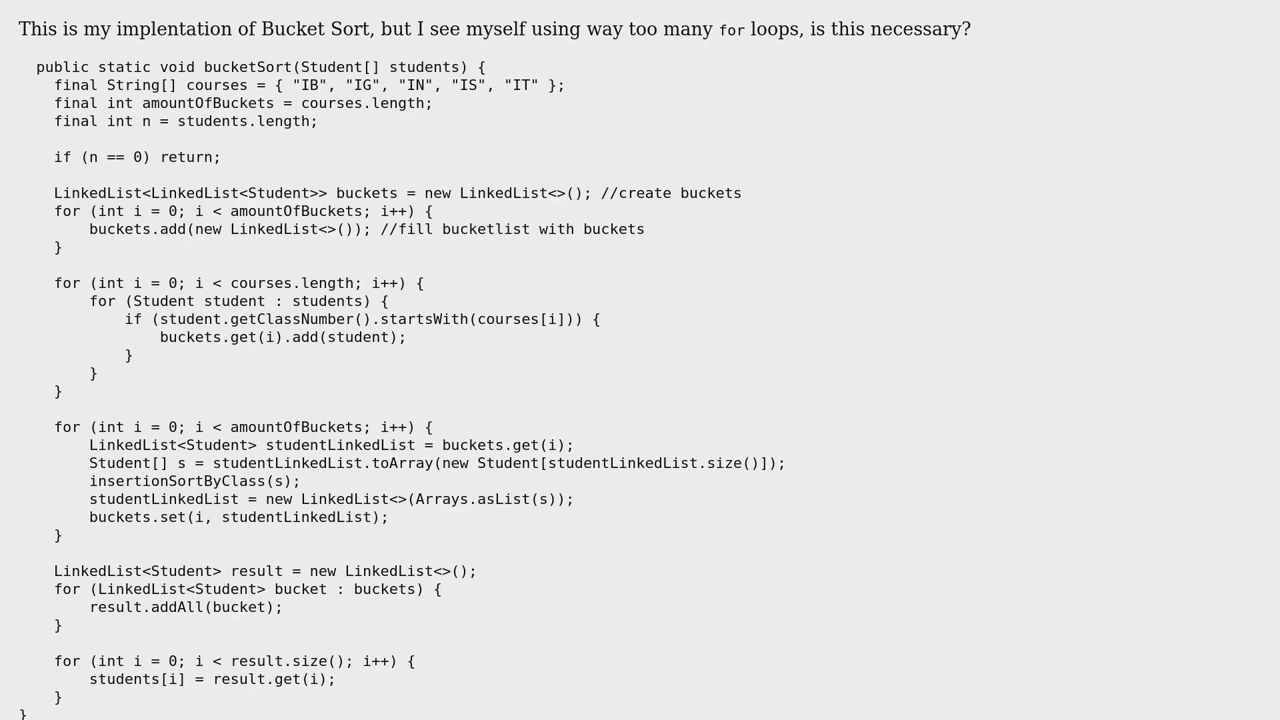 This is my implentation of Bucket Sort, but I see myself using way too many for loops, is this necessary?
public static void bucketSort(Student[] students) {
final String[] courses = { "IB", "IG", "IN", "IS", "IT" };
final int amountOfBuckets = courses.length;
final int n = students.length;
if (n == 0) return;
LinkedList<LinkedList<Student>> buckets = new LinkedList<>(); //create buckets
for (int i = 0; i < amountOfBuckets; i++) {
buckets.add(new LinkedList<>()); //fill bucketlist with buckets
}
for (int i = 0; i < courses.length; i++) {
for (Student student : students) {
if (student.getClassNumber().startsWith(courses[i])) {
buckets.get(i).add(student);
}
}
}
for (int i = 0; i < amountOfBuckets; i++) {
LinkedList<Student> studentLinkedList = buckets.get(i);
Student[] s = studentLinkedList.toArray(new Student[studentLinkedList.size()]);
insertionSortByClass(s);
studentLinkedList = new LinkedList<>(Arrays.asList(s));
buckets.set(i, studentLinkedList);
}
LinkedList<Student> result = new LinkedList<>();
for (LinkedList<Student> bucket : buckets) {
result.addAll(bucket);
}
for (int i = 0; i < result.size(); i++) {
students[i] = result.get(i);
}
}